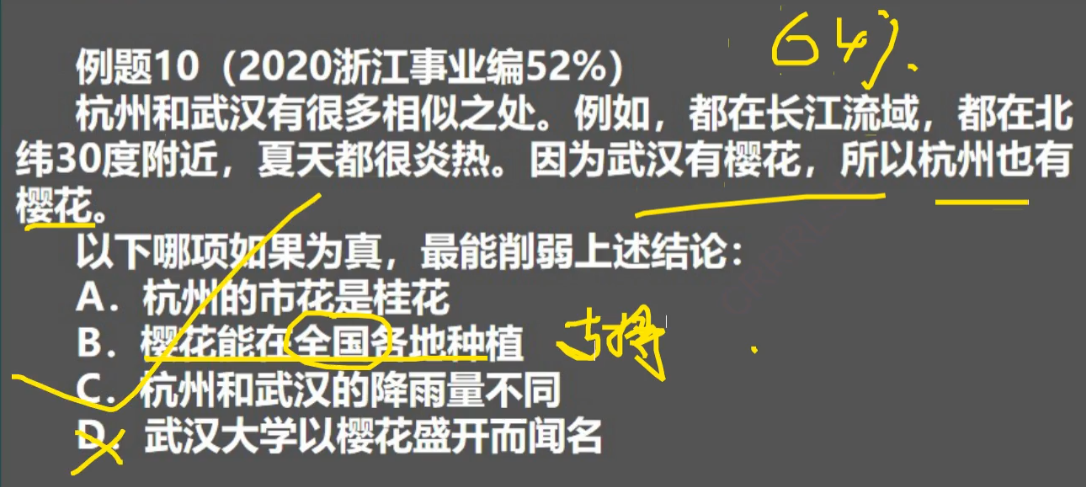 64%.
例题10（2020浙江事业编52%）
杭州和武汉有很多相似之处。例如，都在长江流域，都在北
纬30度附近，夏天都很炎热。因为武汉有樱花，所以杭州也有
樱花。
以下哪项如果为真，最能削弱上述结论：
A．杭州的市花是桂花
B．樱花能在全国各地种植
C．杭州和武汉的降雨量不同
D．武汉大学以樱花盛开而闻名